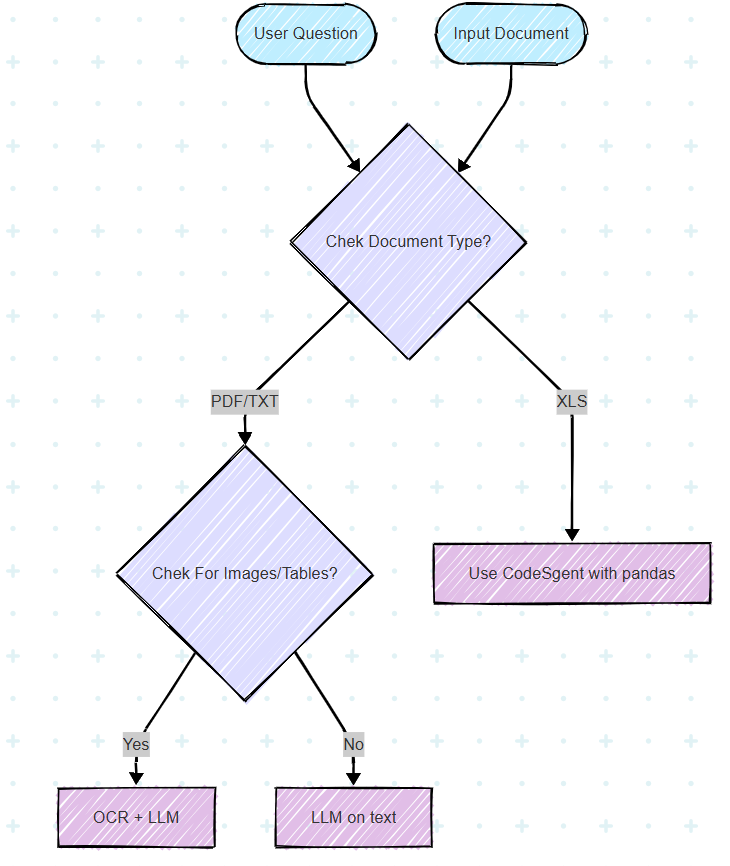 User Question
Input Document
Chek Document Type?
PDF/TXT
XLS
Chek For Images/Tables?
Use CodeSgent with pandas
Yes
No
OCR + LLM
LLM on text